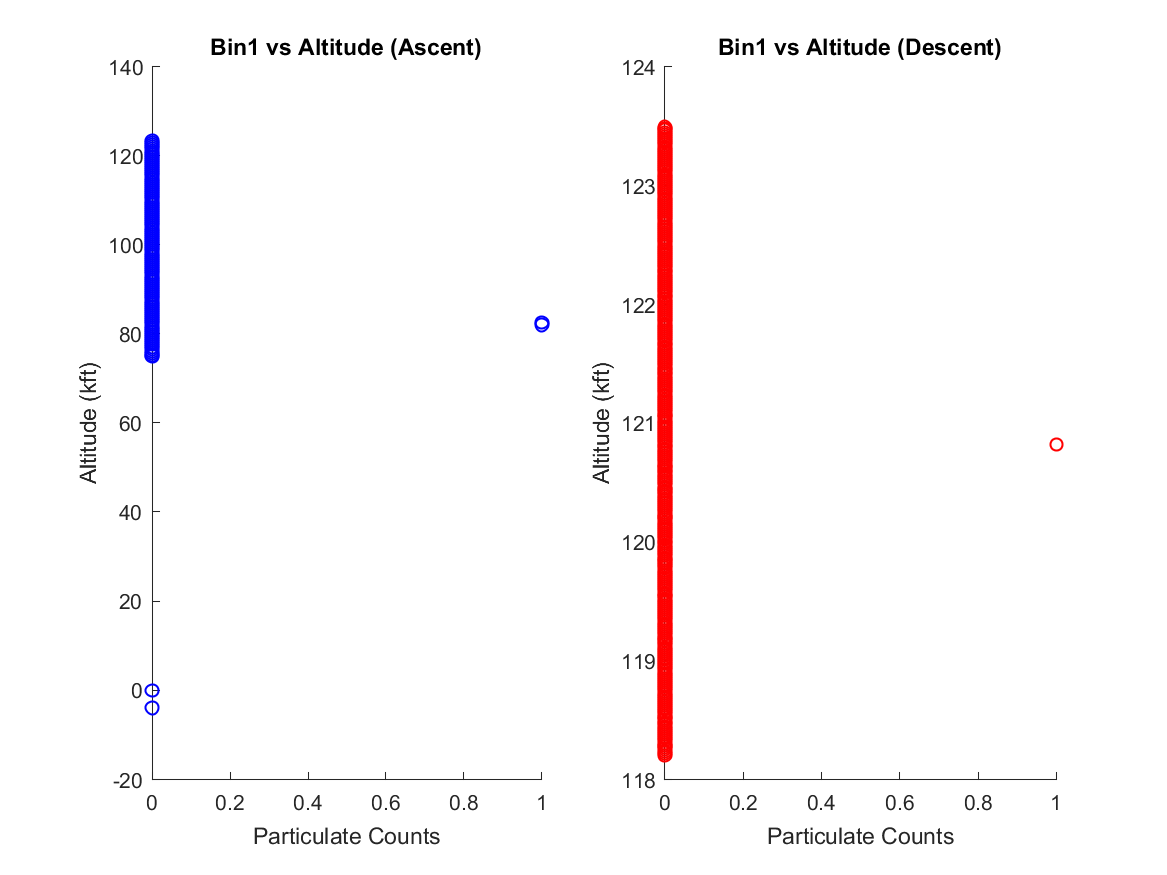 Bin1 vs Altitude (Ascent)
140
120
100
80
60
40
20
0
-20
Altitude (kft)
0 0.2 0.4 0.6 0.8 1
Particulate Counts
Bin1 vs Altitude (Descent)
124
123
122
121
120
119
118
Altitude (kft)
0 0.2 0.4 0.6 0.8 1
Particulate Counts